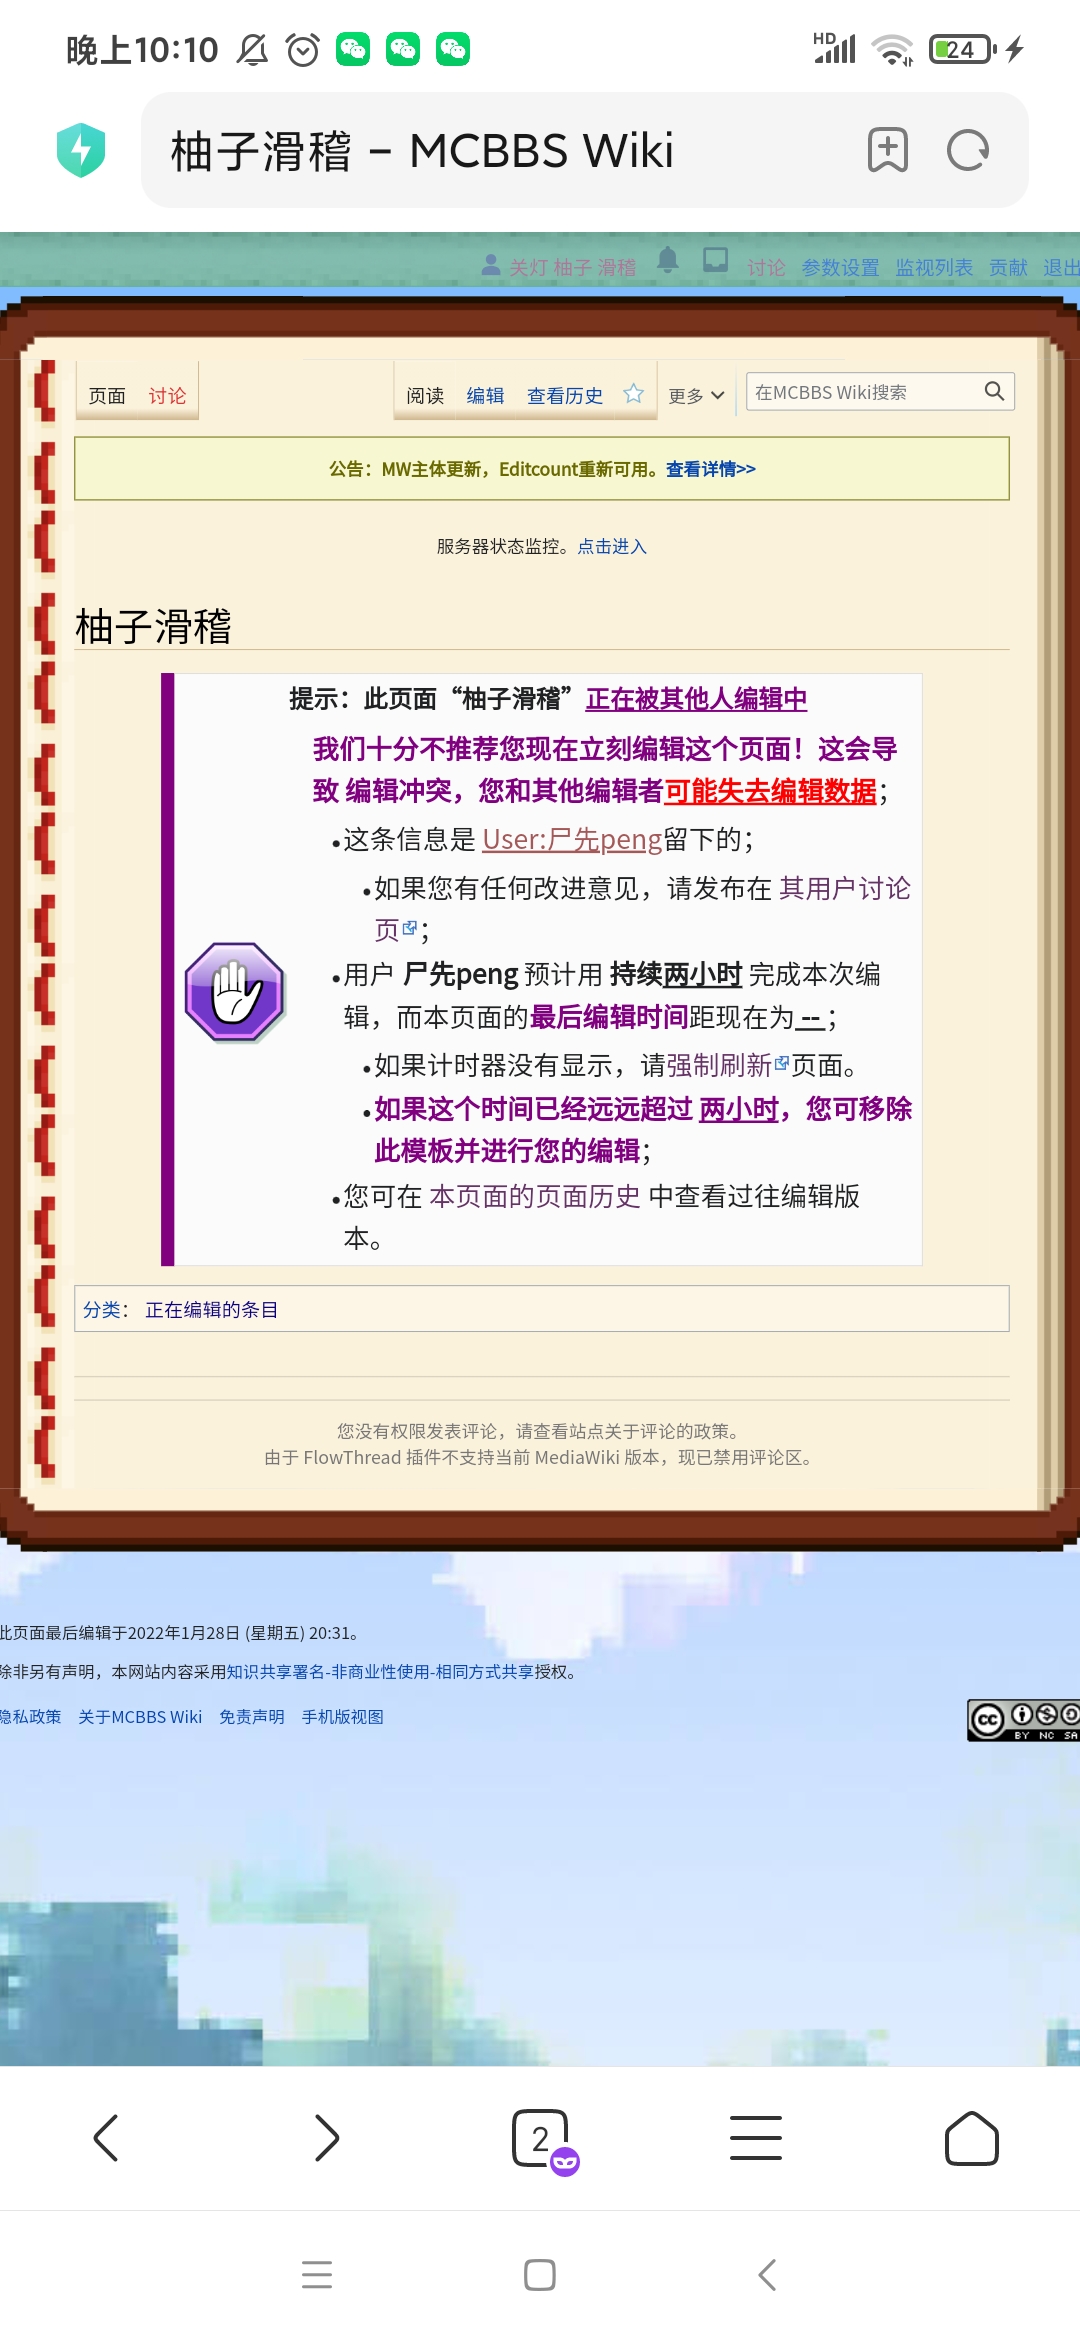 晚上10:10
HD
24
柚子滑稽 – MCBBS Wiki
关灯 柚子 滑稽 讨论 参数设置 监视列表 贡献 退出
页面 讨论 阅读 编辑 查看历史 更多 在MCBBS Wiki搜索
公告：MW主体更新，Editcount重新可用。查看详情>>
服务器状态监控。点击进入
柚子滑稽
提示：此页面“柚子滑稽”正在被其他人编辑中
我们十分不推荐您现在立刻编辑这个页面！这会导
致 编辑冲突，您和其他编辑者可能失去编辑数据；
•这条信息是 User:尸先peng留下的；
•如果您有任何改进意见，请发布在 其用户讨论
页；
•用户 尸先peng 预计用 持续两小时 完成本次编
辑，而本页面的最后编辑时间距现在为 -- ；
•如果计时器没有显示，请强制刷新页面。
•如果这个时间已经远远超过 两小时，您可移除
此模板并进行您的编辑；
•您可在 本页面的页面历史 中查看过往编辑版
本。
分类： 正在编辑的条目
您没有权限发表评论，请查看站点关于评论的政策。
由于 FlowThread 插件不支持当前 MediaWiki 版本，现已禁用评论区。
此页面最后编辑于2022年1月28日 (星期五) 20:31。
除非另有声明，本网站内容采用知识共享署名-非商业性使用-相同方式共享授权。
隐私政策 关于MCBBS Wiki 免责声明 手机版视图
cc
BY NC SA
2